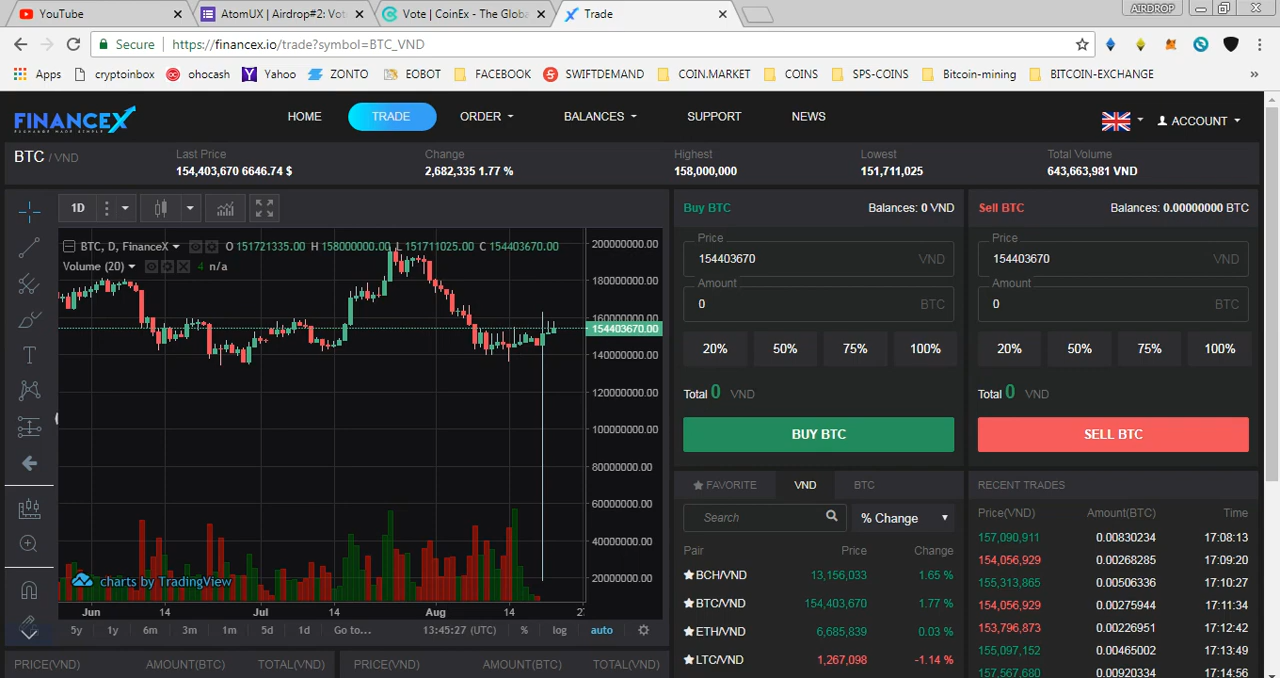 YouTube
AtomUX | Airdrop#2: Vot
Vote | CoinEx - The Globa
Trade
AIRDROP
Secure
https://financex.io/trade?symbol=BTC_VND
Apps
cryptoinbox
ohocash
Yahoo
ZONTO
EOBOT
FACEBOOK
SWIFTDEMAND
COIN.MARKET
COINS
SPS-COINS
Bitcoin-mining
BITCOIN-EXCHANGE
FINANCEX
EXCHANGE MADE SIMPLE
HOME
TRADE
ORDER
BALANCES
SUPPORT
NEWS
ACCOUNT
BTC / VND
Last Price
154,403,670 6646.74 $
Change
2,682,335 1.77 %
Highest
158,000,000
Lowest
151,711,025
Total Volume
643,663,981 VND
1D
BTC, D, FinanceX
O 151721335.00 H 158000000.00 L 151711025.00 C 154403670.00
Volume (20)
4 n/a
200000000.00
180000000.00
160000000.00
154403670.00
140000000.00
120000000.00
100000000.00
80000000.00
60000000.00
40000000.00
20000000.00
charts by TradingView
Jun 14 Jul 14 Aug 14
5y 1y 6m 3m 1m 5d 1d Go to... 13:45:27 (UTC) % log auto
PRICE(VND) AMOUNT(BTC) TOTAL(VND)
PRICE(VND) AMOUNT(BTC) TOTAL(VND)
Buy BTC
Balances: 0 VND
Price
154403670 VND
Amount
0 BTC
20% 50% 75% 100%
Total 0 VND
BUY BTC
Sell BTC
Balances: 0.00000000 BTC
Price
154403670 VND
Amount
0 BTC
20% 50% 75% 100%
Total 0 VND
SELL BTC
FAVORITE VND BTC
Search
% Change
Pair Price Change
BCH/VND 13,156,033 1.65 %
BTC/VND 154,403,670 1.77 %
ETH/VND 6,685,839 0.03 %
LTC/VND 1,267,098 -1.14 %
RECENT TRADES
Price(VND) Amount(BTC) Time
157,090,911 0.00830234 17:08:13
154,056,929 0.00268285 17:09:20
155,313,865 0.00506336 17:10:27
154,056,929 0.00275944 17:11:34
153,796,873 0.00226951 17:12:42
155,097,152 0.00465002 17:13:49
157,567,680 0.00920334 17:14:56